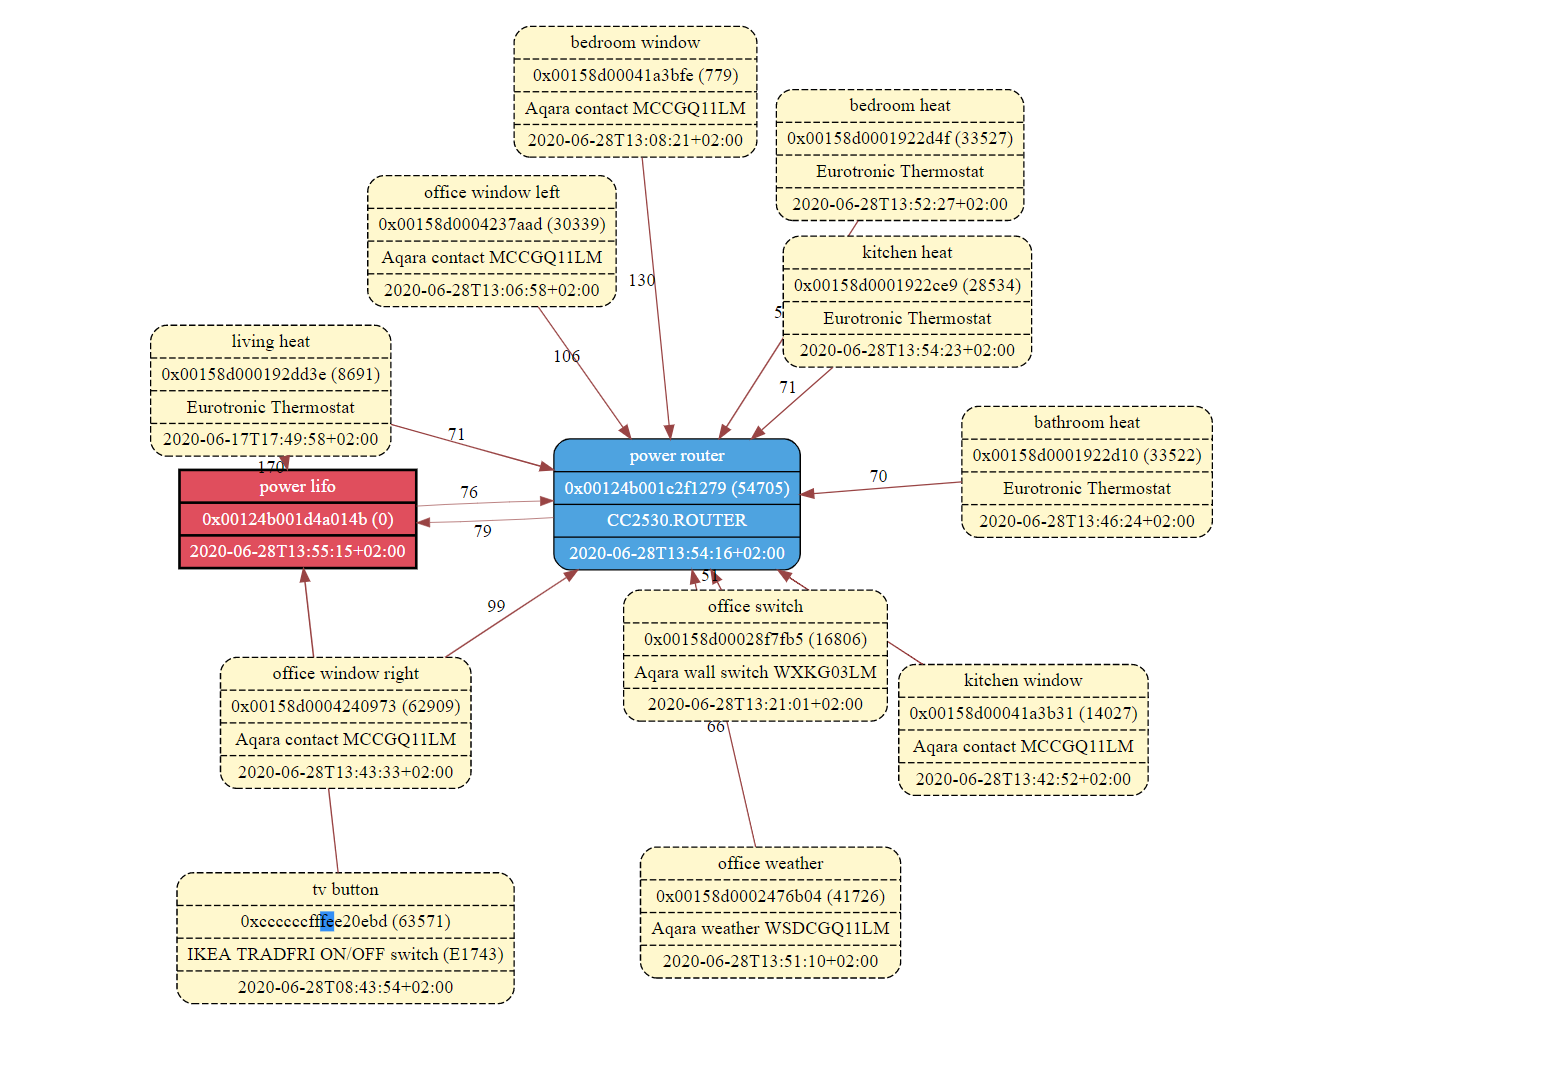 bedroom window
0x00158d00041a3bfe (779)
Aqara contact MCCGQ11LM
2020-06-28T13:08:21+02:00
bedroom heat
0x00158d0001922d4f (33527)
Eurotronic Thermostat
2020-06-28T13:52:27+02:00
office window left
0x00158d0004237aad (30339)
Aqara contact MCCGQ11LM
2020-06-28T13:06:58+02:00
kitchen heat
0x00158d0001922ce9 (28534)
Eurotronic Thermostat
2020-06-28T13:54:23+02:00
130
5
106
71
living heat
0x00158d000192dd3e (8691)
Eurotronic Thermostat
2020-06-17T17:49:58+02:00
71
170
bathroom heat
0x00158d0001922d10 (33522)
Eurotronic Thermostat
2020-06-28T13:46:24+02:00
70
power lifo
0x00124b001d4a014b (0)
2020-06-28T13:55:15+02:00
76
79
power router
0x00124b001c2f1279 (54705)
CC2530.ROUTER
2020-06-28T13:54:16+02:00
99
51
office switch
0x00158d00028f7fb5 (16806)
Aqara wall switch WXKG03LM
2020-06-28T13:21:01+02:00
66
office window right
0x00158d0004240973 (62909)
Aqara contact MCCGQ11LM
2020-06-28T13:43:33+02:00
kitchen window
0x00158d00041a3b31 (14027)
Aqara contact MCCGQ11LM
2020-06-28T13:42:52+02:00
tv button
0xccccccfffee20ebd (63571)
IKEA TRADFRI ON/OFF switch (E1743)
2020-06-28T08:43:54+02:00
office weather
0x00158d0002476b04 (41726)
Aqara weather WSDCGQ11LM
2020-06-28T13:51:10+02:00